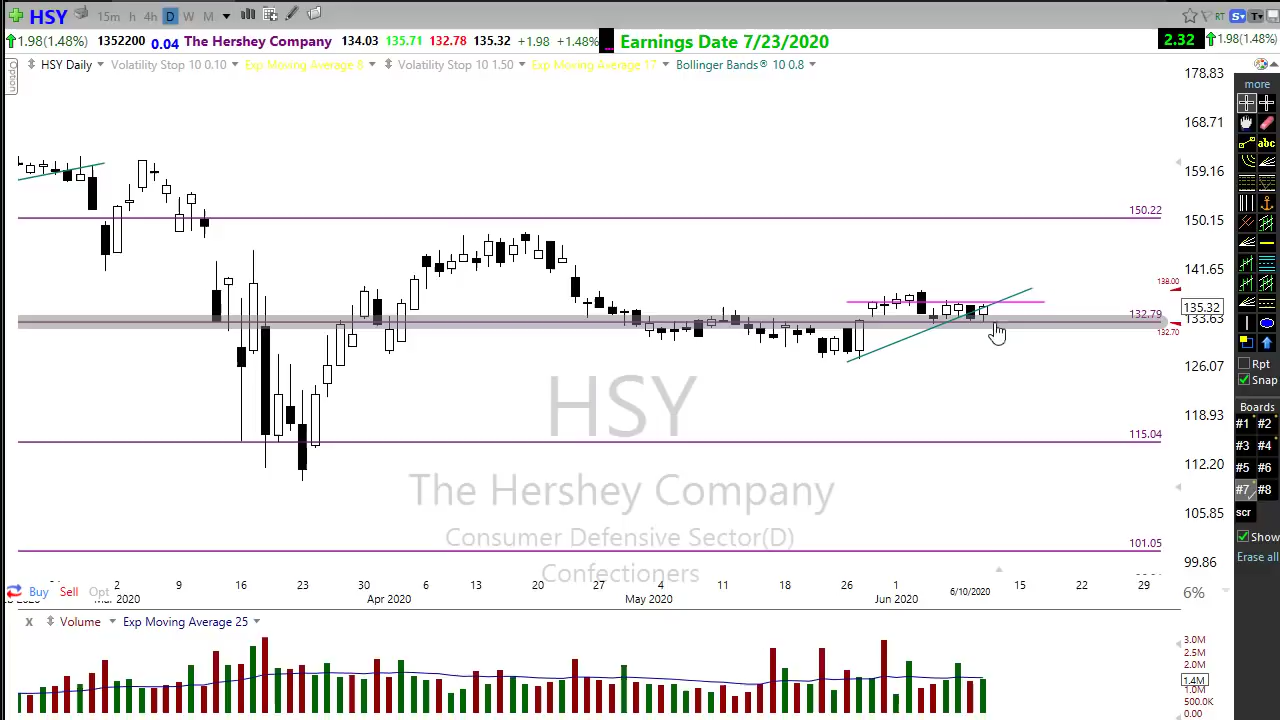 HSY 15m h 4h D W M RT S T
1.98(1.48%) 1352200 0.04 The Hershey Company 134.03 135.71 132.78 135.32 +1.98 +1.48% Earnings Date 7/23/2020 2.32 1.98(1.48%)
HSY Daily Volatility Stop 10 0.10 Exp Moving Average 8 Volatility Stop 10 1.50 Exp Moving Average 17 Bollinger Bands® 10 0.8
Option
178.83
more
168.71
abc
159.16
150.22
150.15
141.65
138.00
135.32
132.79
133.63
132.70
Rpt
126.07
Snap
HSY
Boards
118.93
#1 #2
115.04
#3 #4
112.20
#5 #6
The Hershey Company
#7 #8
105.85
scr
Consumer Defensive Sector(D)
Show
101.05
Erase all
99.86
Confectioners
2 9 16 23 30 6 13 20 27 4 11 18 26 1 6/10/2020 15 22 29
Buy Sell Opt
6%
Mar 2020 Apr 2020 May 2020 Jun 2020
x Volume Exp Moving Average 25
3.0M
2.5M
2.0M
1.4M
1.0M
500.0K
0.00